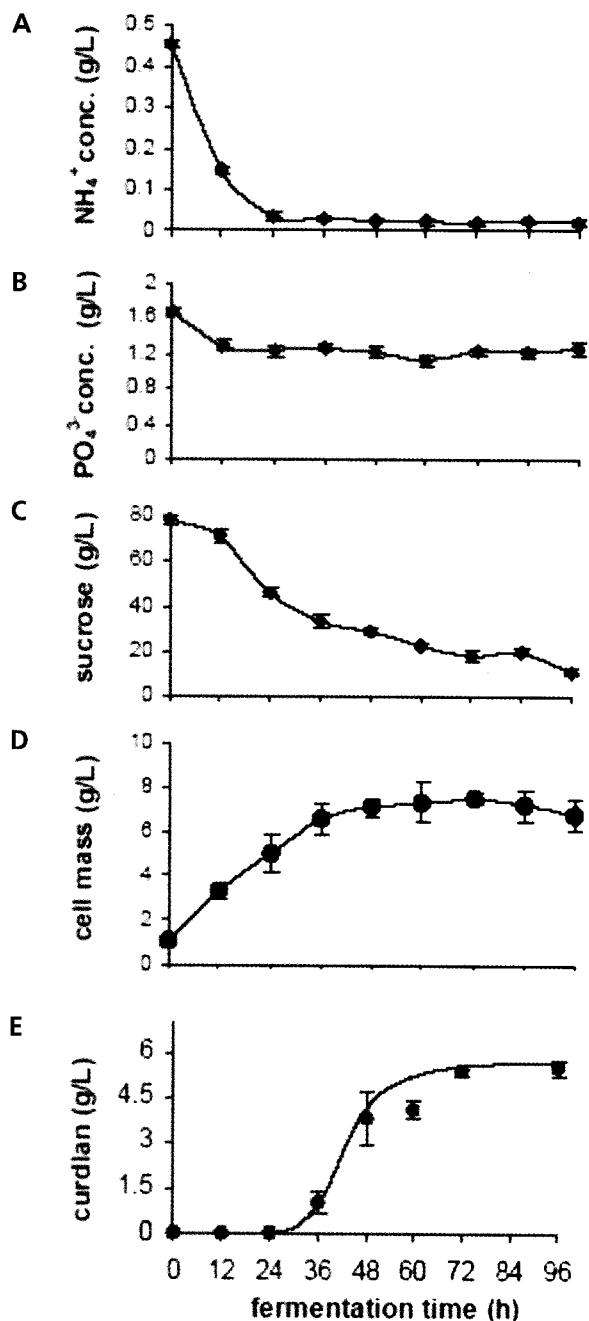 A
NH₄⁺ conc. (g/L)
0.5
0.4
0.3
0.2
0.1
0
B
PO₄³⁻ conc. (g/L)
2
1.6
1.2
0.8
0.4
0
C
sucrose (g/L)
80
60
40
20
0
D
cell mass (g/L)
10
8
6
4
2
0
E
curdlan (g/L)
6
4.5
3
1.5
0
0 12 24 36 48 60 72 84 96
fermentation time (h)